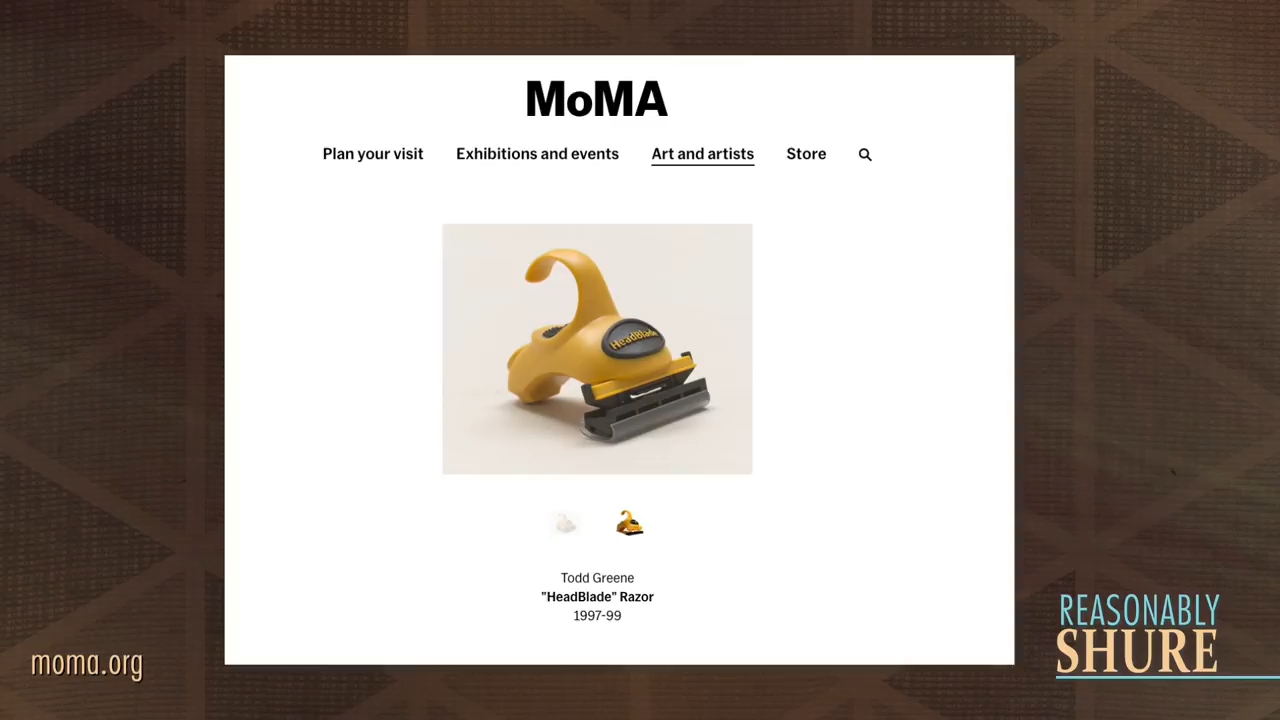 MoMA
Plan your visit Exhibitions and events Art and artists Store
HeadBlade
Todd Greene
"HeadBlade" Razor
1997-99
moma.org
REASONABLY
SHURE